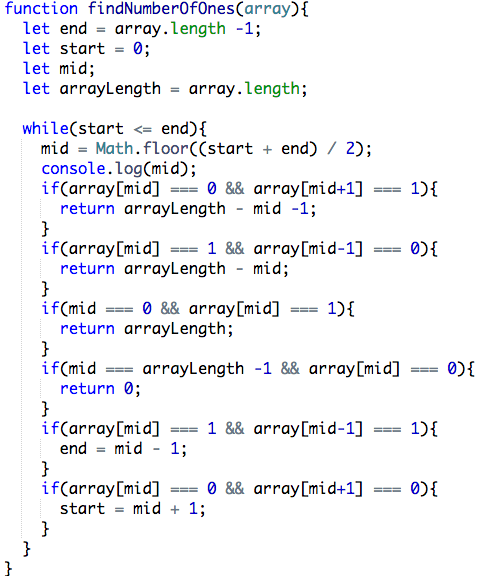 function findNumberOfOnes(array){
  let end = array.length -1;
  let start = 0;
  let mid;
  let arrayLength = array.length;

  while(start <= end){
    mid = Math.floor((start + end) / 2);
    console.log(mid);
    if(array[mid] === 0 && array[mid+1] === 1){
      return arrayLength - mid -1;
    }
    if(array[mid] === 1 && array[mid-1] === 0){
      return arrayLength - mid;
    }
    if(mid === 0 && array[mid] === 1){
      return arrayLength;
    }
    if(mid === arrayLength -1 && array[mid] === 0){
      return 0;
    }
    if(array[mid] === 1 && array[mid-1] === 1){
      end = mid - 1;
    }
    if(array[mid] === 0 && array[mid+1] === 0){
      start = mid + 1;
    }
  }
}